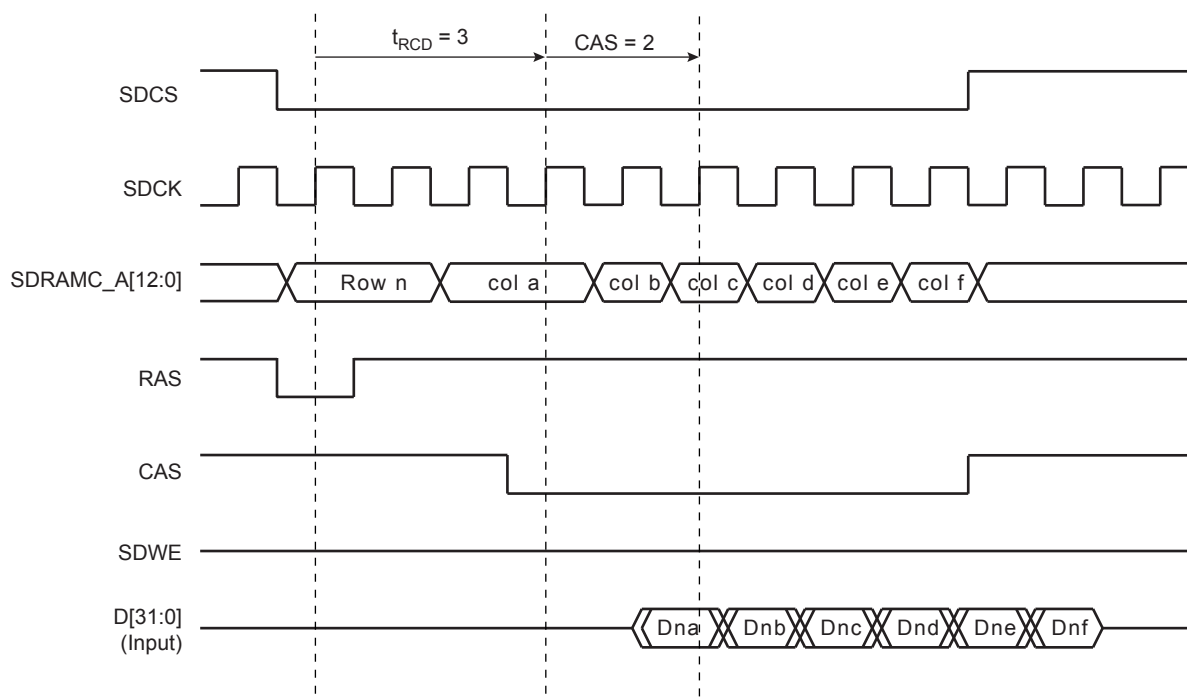 tRCD = 3
CAS = 2
SDCS
SDCK
SDRAMC_A[12:0]
Row n
col a
col b
col c
col d
col e
col f
RAS
CAS
SDWE
D[31:0]
(Input)
Dna
Dnb
Dnc
Dnd
Dne
Dnf